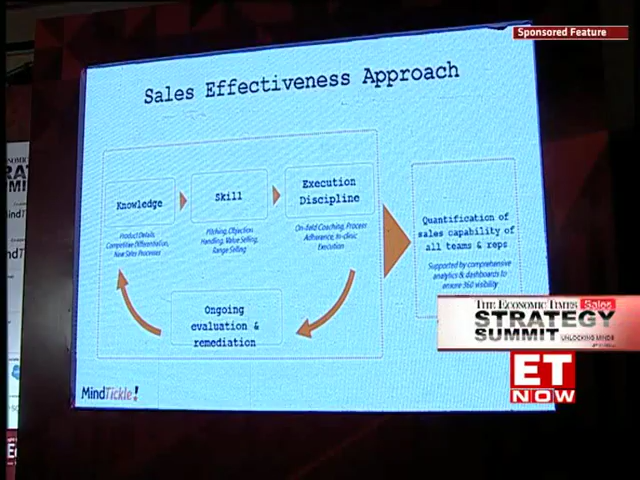 Sponsored Feature
Sales Effectiveness Approach
Knowledge
Product Details,
Competitive Differentiation,
New Sales Processes
Skill
Pitching, Objection
Handling, Value Selling,
Range Selling
Execution
Discipline
On-field Coaching, Process
Adherence, In-clinic
Execution
Ongoing
evaluation &
remediation
Quantification of
sales capability of
all teams & reps
Supported by comprehensive
analytics & dashboards to
ensure 360 visibility
MindTickle!
THE ECONOMIC TIMES Sales
STRATEGY
SUMMIT UNLOCKING MINDS
ET
NOW